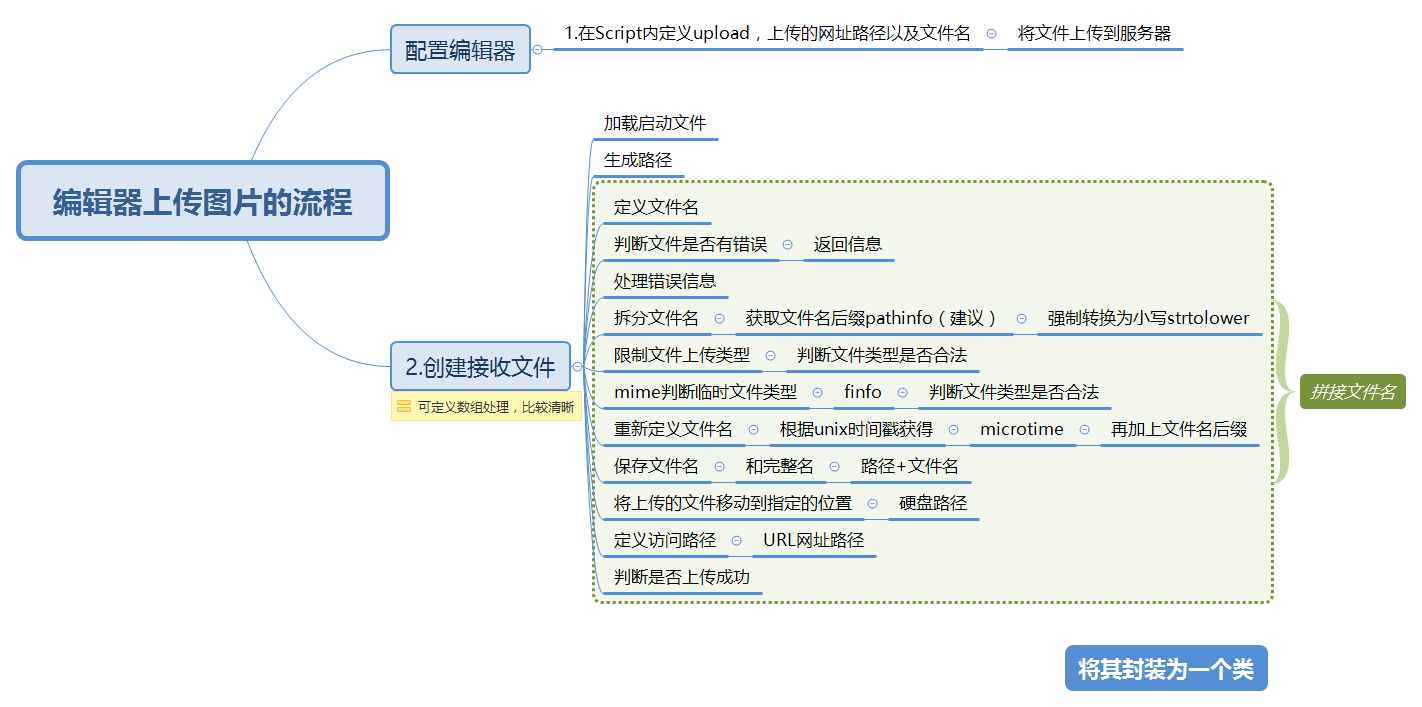 编辑器上传图片的流程
配置编辑器
1.在Script内定义upload，上传的网址路径以及文件名
将文件上传到服务器
2.创建接收文件
可定义数组处理，比较清晰
加载启动文件
生成路径
定义文件名
判断文件是否有错误
返回信息
处理错误信息
拆分文件名
获取文件名后缀pathinfo（建议）
强制转换为小写strtolower
限制文件上传类型
判断文件类型是否合法
mime判断临时文件类型
finfo
判断文件类型是否合法
重新定义文件名
根据unix时间戳获得
microtime
再加上文件名后缀
保存文件名
和完整名
路径+文件名
将上传的文件移动到指定的位置
硬盘路径
定义访问路径
URL网址路径
判断是否上传成功
拼接文件名
将其封装为一个类